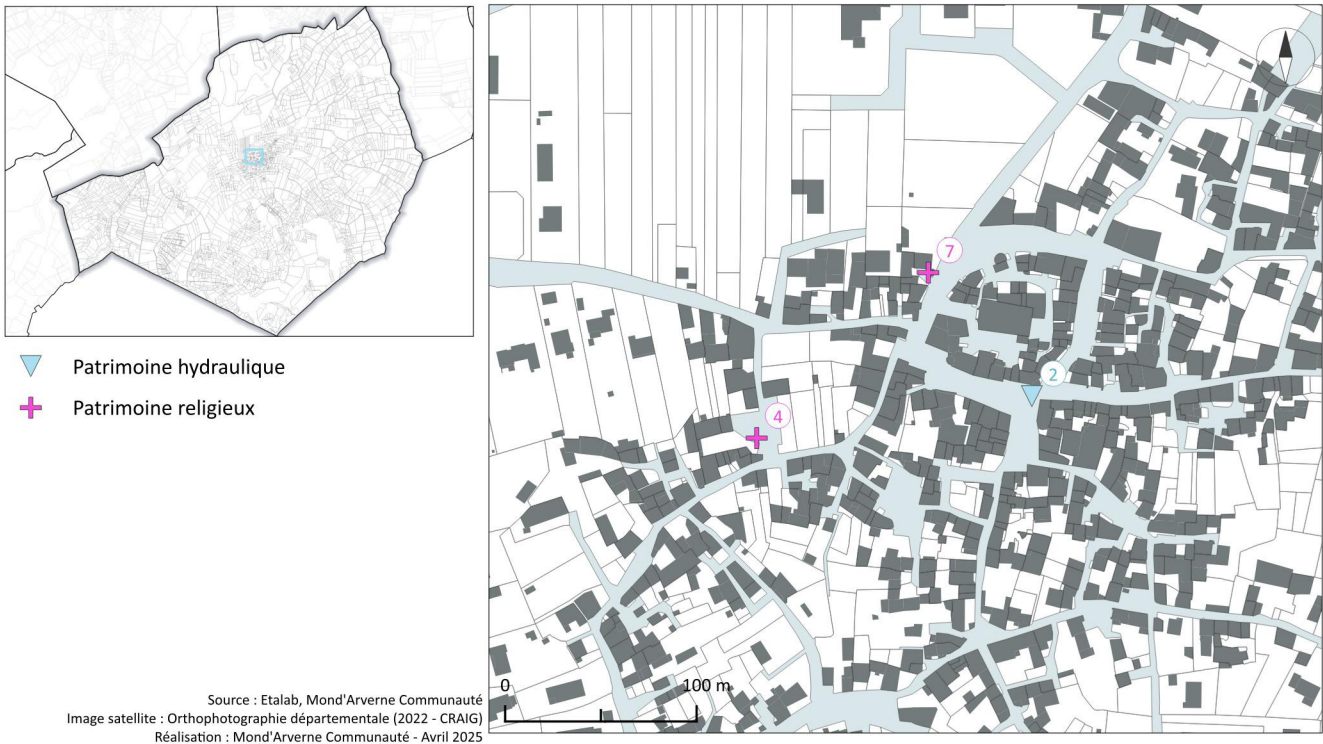 Patrimoine hydraulique
Patrimoine religieux
Source : Etalab, Mond'Arverne Communauté
Image satellite : Orthophotographie départementale (2022 - CRAIG)
Réalisation : Mond'Arverne Communauté - Avril 2025
7
2
4
0 100 m